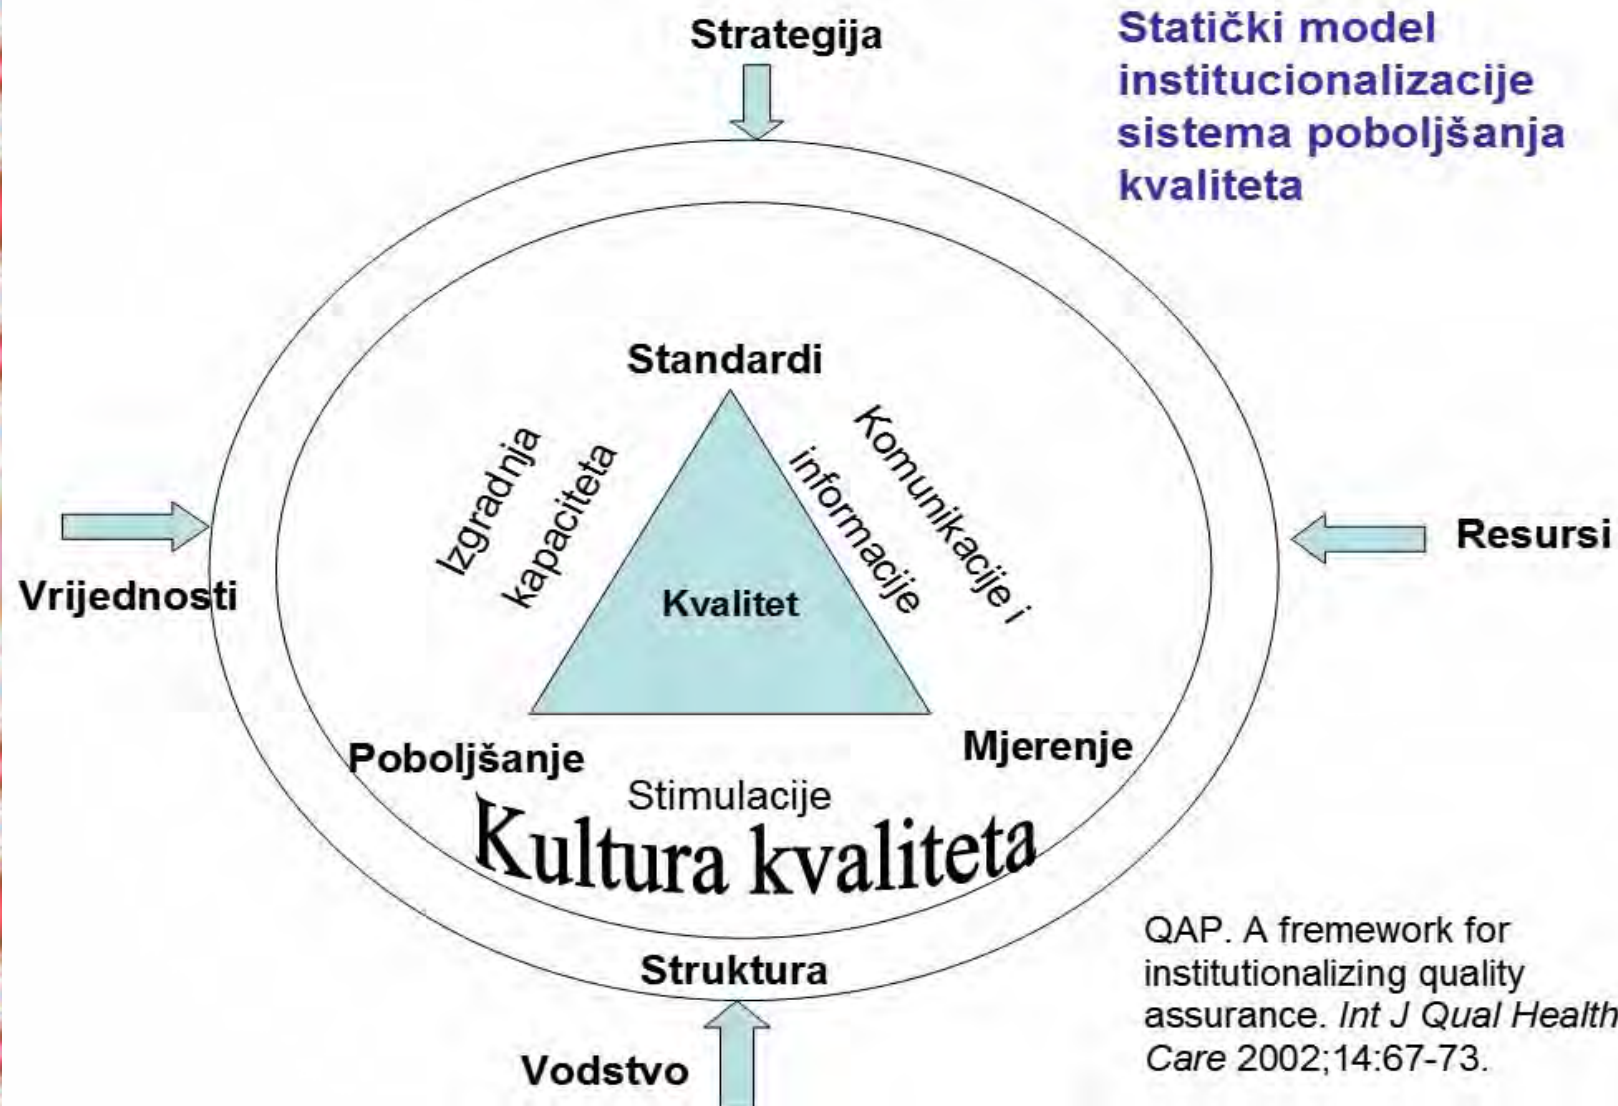 Strategija
Statički model
institucionalizacije
sistema poboljšanja
kvaliteta
Standardi
Izgradnja
kapaciteta
Komunikacije i
informacije
Kvalitet
Vrijednosti
Resursi
Poboljšanje
Mjerenje
Stimulacije
Kultura kvaliteta
Struktura
Vodstvo
QAP. A fremework for
institutionalizing quality
assurance. Int J Qual Health
Care 2002;14:67-73.